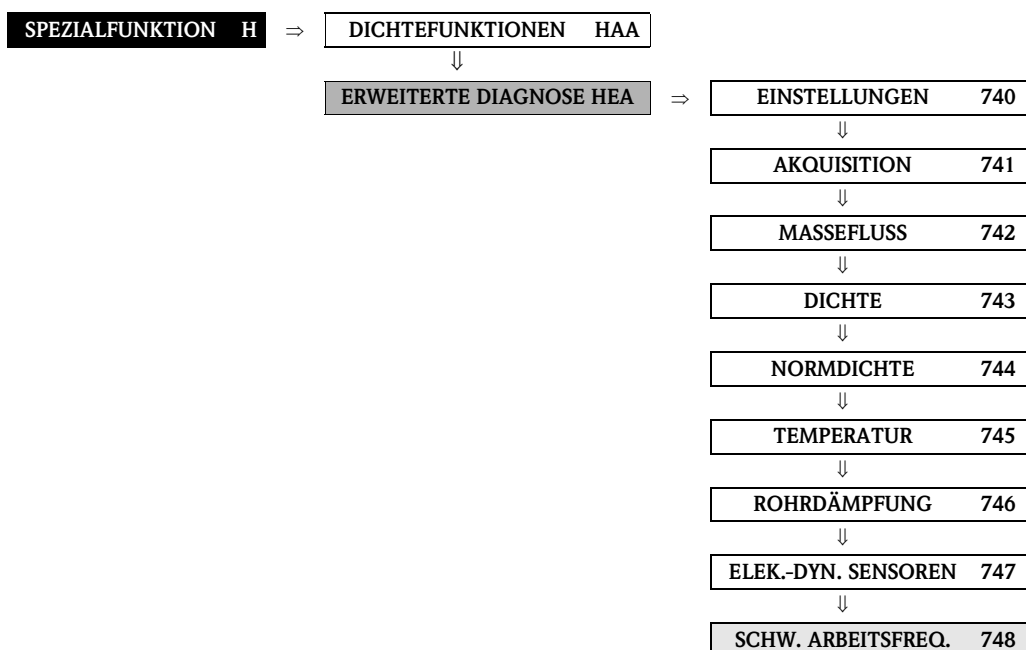 SPEZIALFUNKTION H ⇒ DICHTEFUNKTIONEN HAA
⇓
ERWEITERTE DIAGNOSE HEA ⇒ EINSTELLUNGEN 740
⇓
AKQUISITION 741
⇓
MASSEFLUSS 742
⇓
DICHTE 743
⇓
NORMDICHTE 744
⇓
TEMPERATUR 745
⇓
ROHRDÄMPFUNG 746
⇓
ELEK.-DYN. SENSOREN 747
⇓
SCHW. ARBEITSFREQ. 748